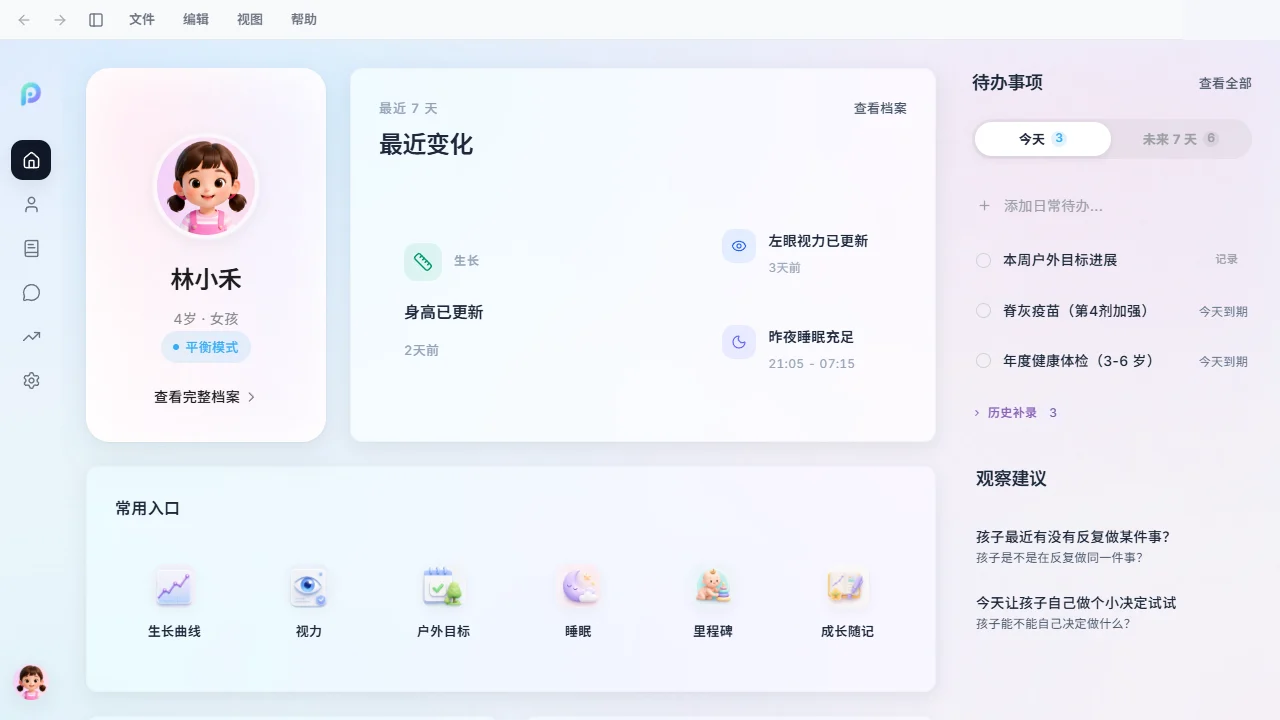 文件 编辑 视图 帮助
林小禾
4岁 · 女孩
平衡模式
查看完整档案
最近 7 天
查看档案
最近变化
生长
身高已更新
2天前
左眼视力已更新
3天前
昨夜睡眠充足
21:05 - 07:15
常用入口
生长曲线
视力
户外目标
睡眠
里程碑
成长随记
待办事项
查看全部
今天 3
未来 7 天 6
添加日常待办...
本周户外目标进展
记录
脊灰疫苗（第4剂加强）
今天到期
年度健康体检（3-6 岁）
今天到期
历史补录 3
观察建议
孩子最近有没有反复做某件事？
孩子是不是在反复做同一件事？
今天让孩子自己做个小决定试试
孩子能不能自己决定做什么？